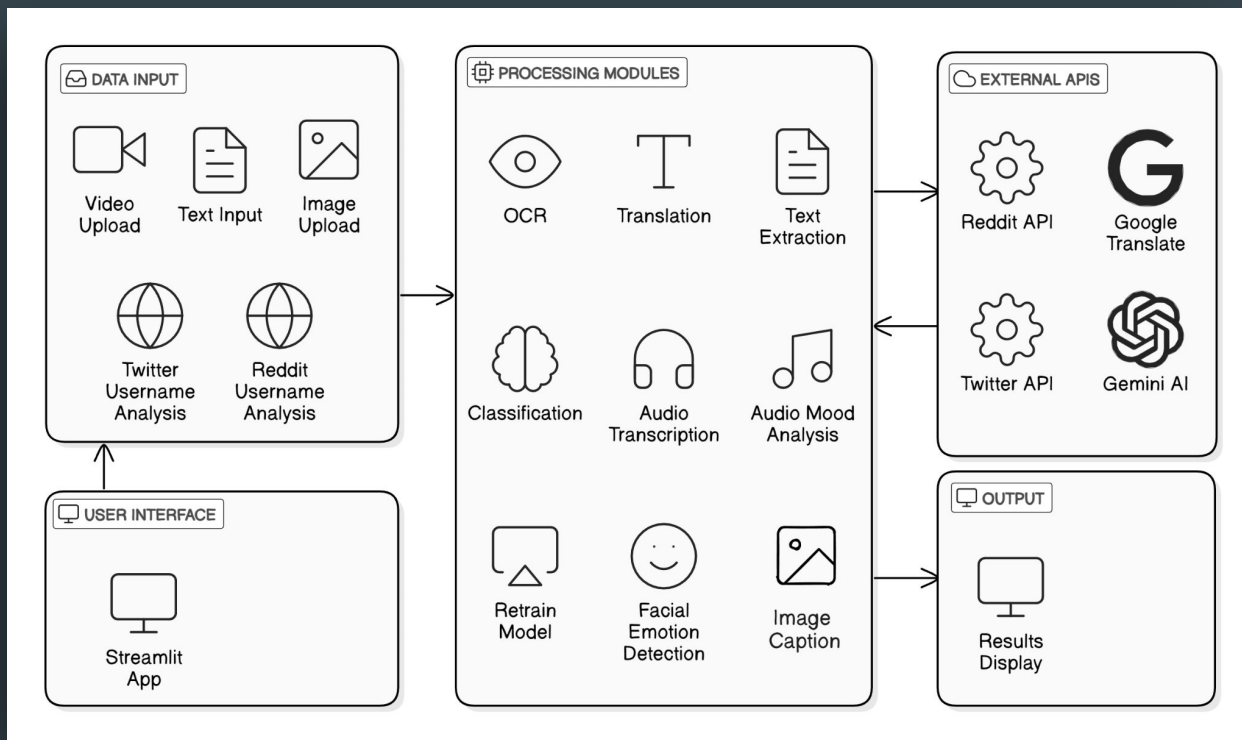 DATA INPUT
Video
Upload
Text Input
Image
Upload
Twitter
Username
Analysis
Reddit
Username
Analysis
USER INTERFACE
Streamlit
App
PROCESSING MODULES
OCR
Translation
Text
Extraction
Classification
Audio
Transcription
Audio Mood
Analysis
Retrain
Model
Facial
Emotion
Detection
Image
Caption
EXTERNAL APIS
Reddit API
Google
Translate
Twitter API
Gemini AI
OUTPUT
Results
Display